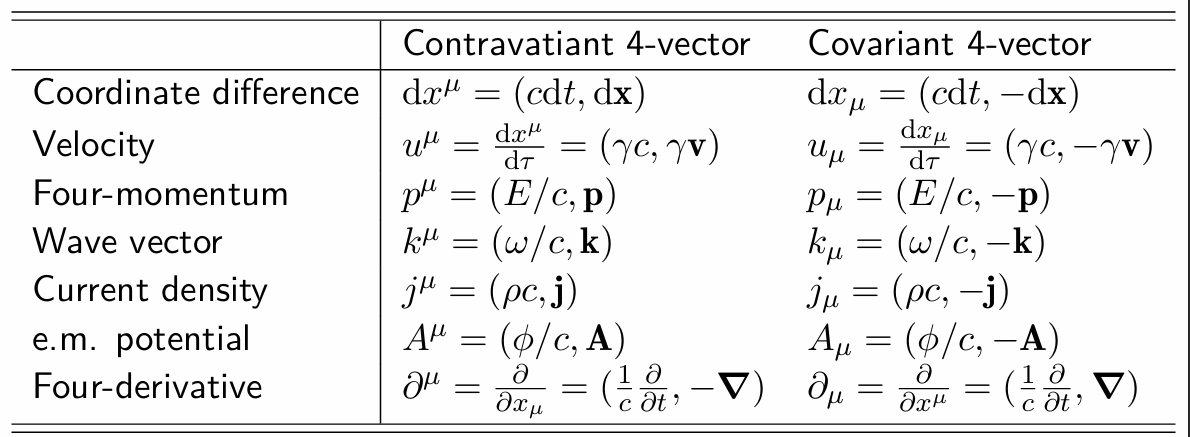 Contravatiant 4-vector Covariant 4-vector
Coordinate difference dx^μ = (cdt, d𝐱) dx_μ = (cdt, −d𝐱)
Velocity u^μ = dx^μ/dτ = (γc, γ𝐯) u_μ = dx_μ/dτ = (γc, −γ𝐯)
Four-momentum p^μ = (E/c, 𝐩) p_μ = (E/c, −𝐩)
Wave vector k^μ = (ω/c, 𝐤) k_μ = (ω/c, −𝐤)
Current density j^μ = (ρc, 𝐣) j_μ = (ρc, −𝐣)
e.m. potential A^μ = (ϕ/c, 𝐀) A_μ = (ϕ/c, −𝐀)
Four-derivative ∂^μ = ∂/∂x_μ = (1/c ∂/∂t, −𝛁) ∂_μ = ∂/∂x^μ = (1/c ∂/∂t, 𝛁)